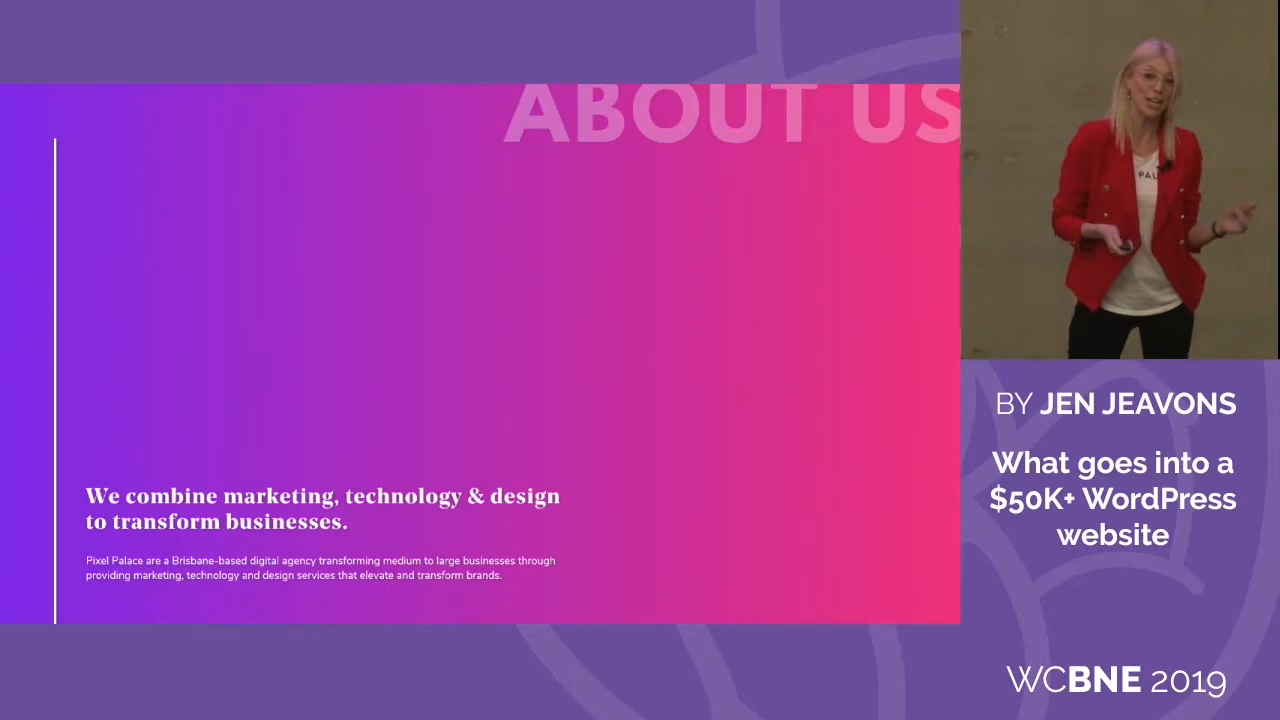 ABOUT US
We combine marketing, technology & design
to transform businesses.
Pixel Palace are a Brisbane-based digital agency transforming medium to large businesses through
providing marketing, technology and design services that elevate and transform brands.
BY JEN JEAVONS
What goes into a
$50K+ WordPress
website
WCBNE 2019